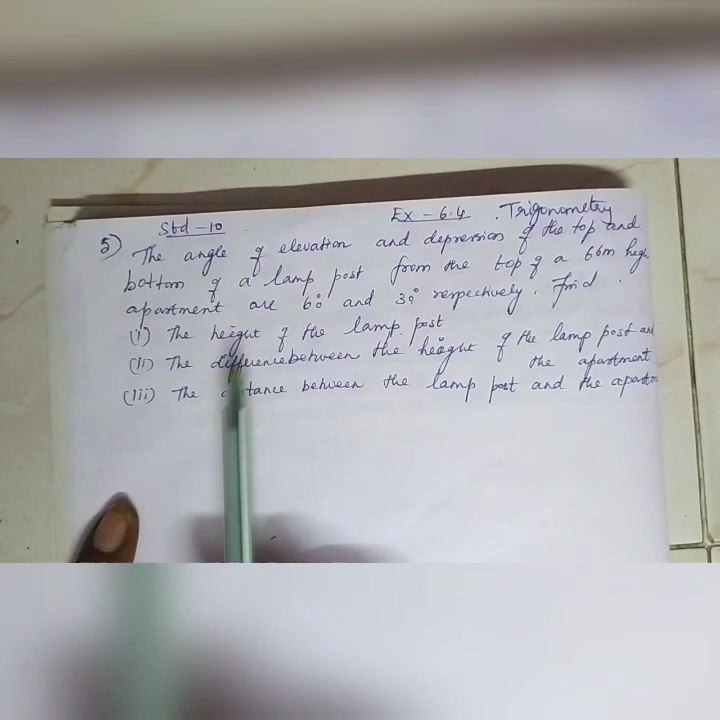 Std - 10
Ex - 6.4 . Trigonometry
5) The angle of elevation and depression of the top and
bottom of a lamp post from the top of a 66m high
apartment are 60° and 30° respectively. Find .
(i) The height of the lamp post
(ii) The difference between the height of the lamp post and
the apartment
(iii) The distance between the lamp post and the apartm